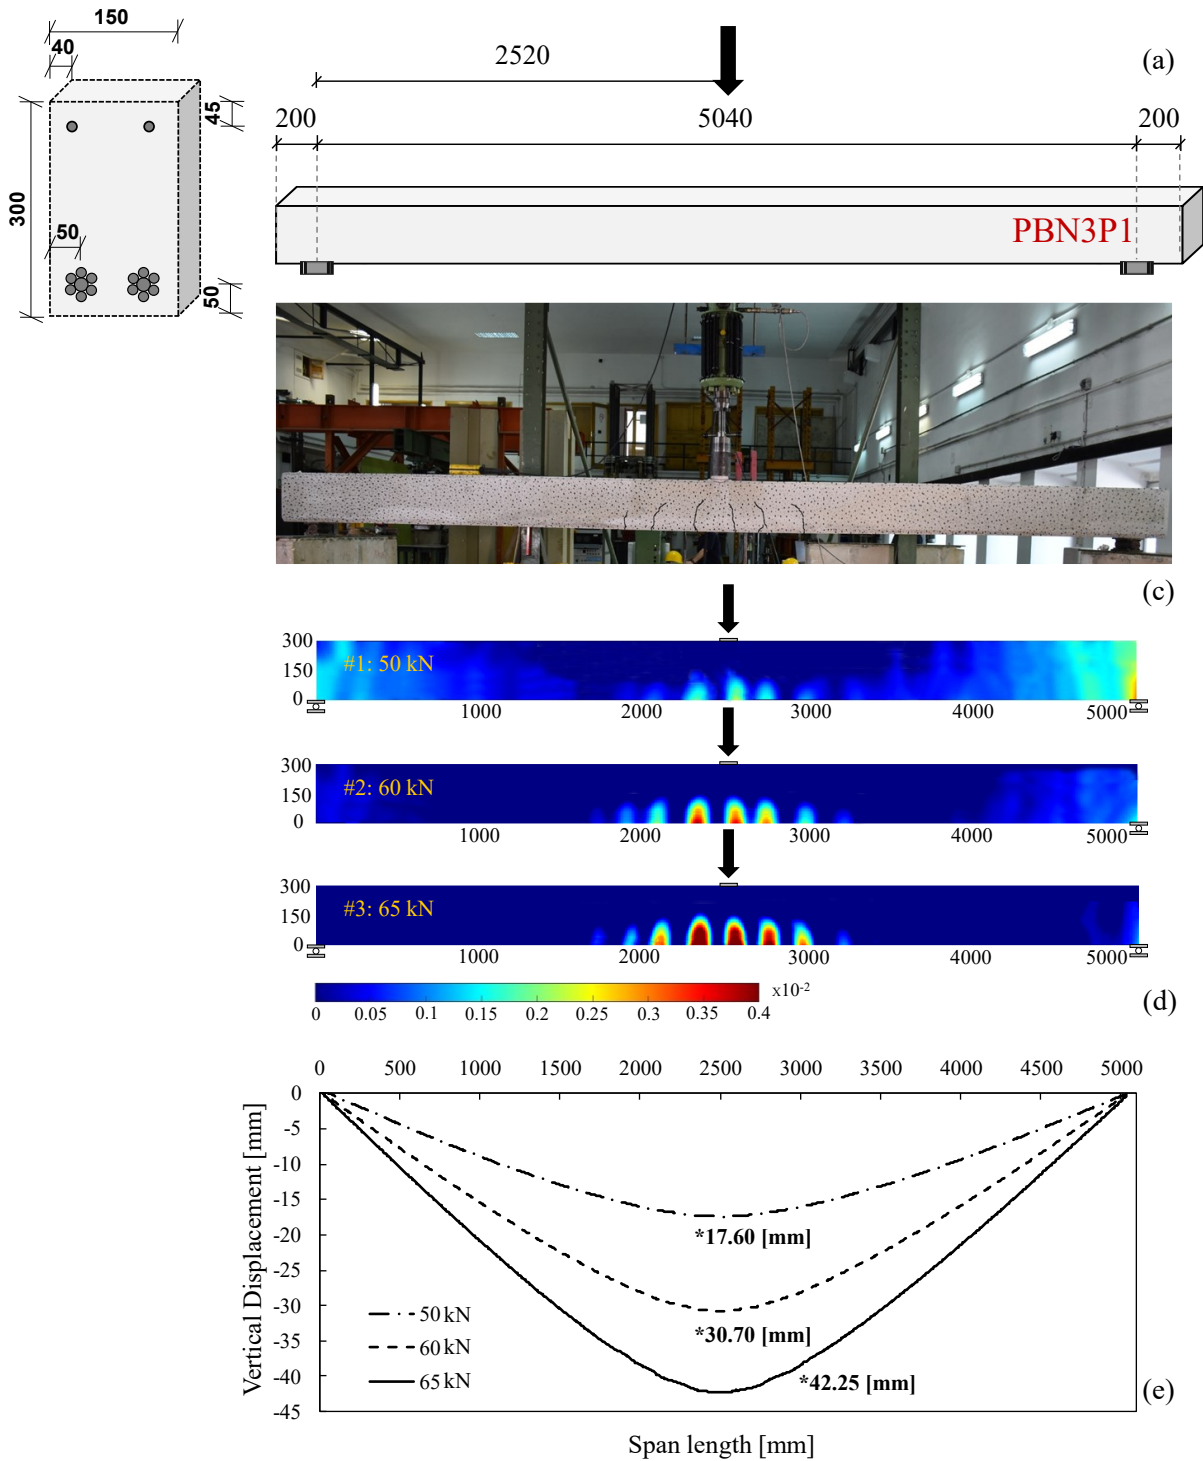 150
40
45
300
50
50
(a)
2520
200
5040
200
PBN3P1
(c)
300
150
0
#1: 50 kN
1000
2000
3000
4000
5000
300
150
0
#2: 60 kN
1000
2000
3000
4000
5000
300
150
0
#3: 65 kN
1000
2000
3000
4000
5000
x10-2
0 0.05 0.1 0.15 0.2 0.25 0.3 0.35 0.4
(d)
0 500 1000 1500 2000 2500 3000 3500 4000 4500 5000
0
-5
-10
-15
-20
-25
-30
-35
-40
-45
Vertical Displacement [mm]
*17.60 [mm]
*30.70 [mm]
*42.25 [mm]
50 kN
60 kN
65 kN
(e)
Span length [mm]